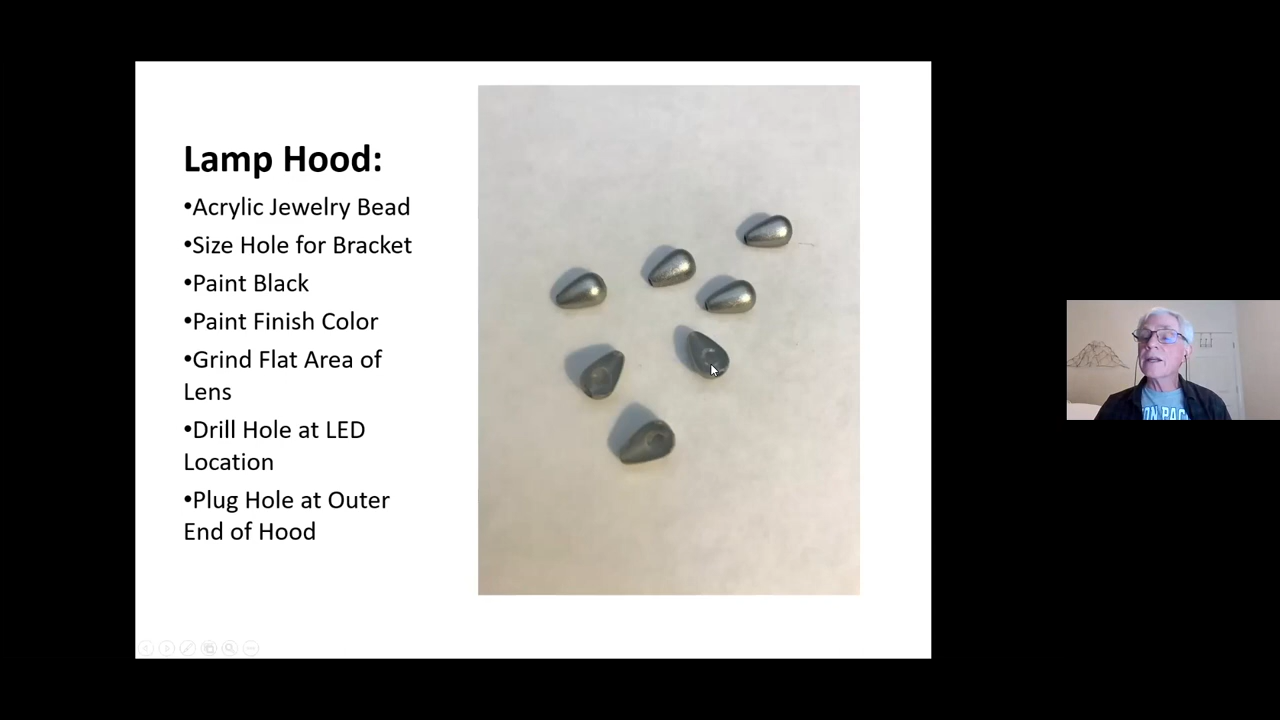 Lamp Hood:
•Acrylic Jewelry Bead
•Size Hole for Bracket
•Paint Black
•Paint Finish Color
•Grind Flat Area of
Lens
•Drill Hole at LED
Location
•Plug Hole at Outer
End of Hood